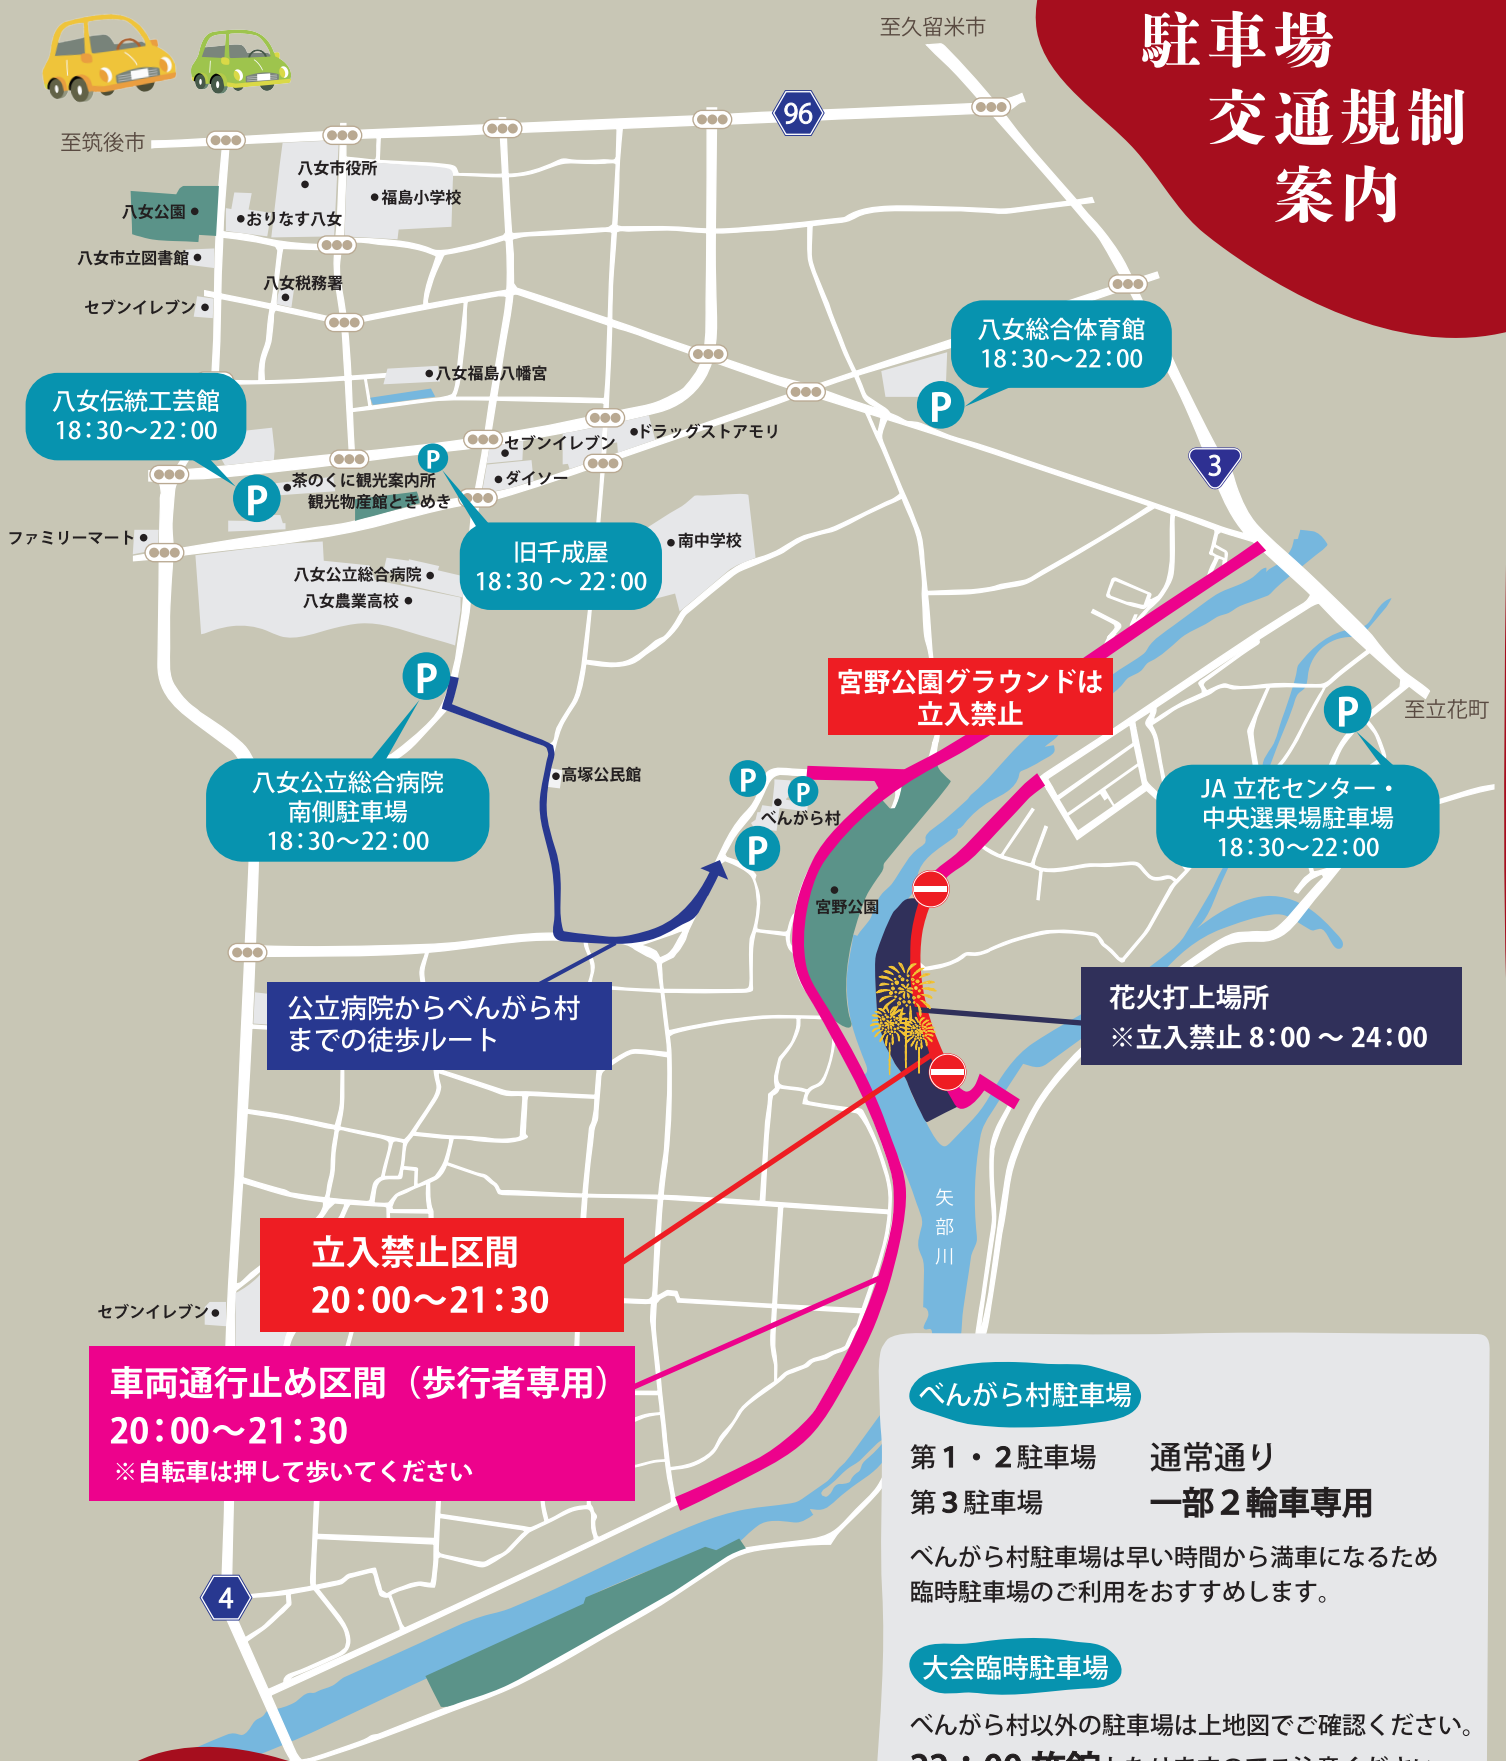 駐車場
交通規制
案内
至久留米市
96
至筑後市
八女市役所
福島小学校
八女公園
おりなす八女
八女市立図書館
八女税務署
セブンイレブン
八女総合体育館
18：30〜22：00
P
八女福島八幡宮
八女伝統工芸館
18：30〜22：00
P
ドラッグストアモリ
セブンイレブン
P
ダイソー
茶のくに観光案内所
観光物産館ときめき
3
ファミリーマート
旧千成屋
18：30 〜 22：00
南中学校
八女公立総合病院
八女農業高校
P
宮野公園グラウンドは
立入禁止
至立花町
P
八女公立総合病院
南側駐車場
18：30〜22：00
高塚公民館
P
P
べんがら村
P
JA 立花センター・
中央選果場駐車場
18：30〜22：00
宮野公園
公立病院からべんがら村
までの徒歩ルート
花火打上場所
※立入禁止 8：00 〜 24：00
矢部川
立入禁止区間
20：00〜21：30
セブンイレブン
車両通行止め区間（歩行者専用）
20：00〜21：30
※自転車は押して歩いてください
4
べんがら村駐車場
第１・２駐車場 通常通り
第３駐車場 一部２輪車専用
べんがら村駐車場は早い時間から満車になるため
臨時駐車場のご利用をおすすめします。
大会臨時駐車場
べんがら村以外の駐車場は上地図でご確認ください。